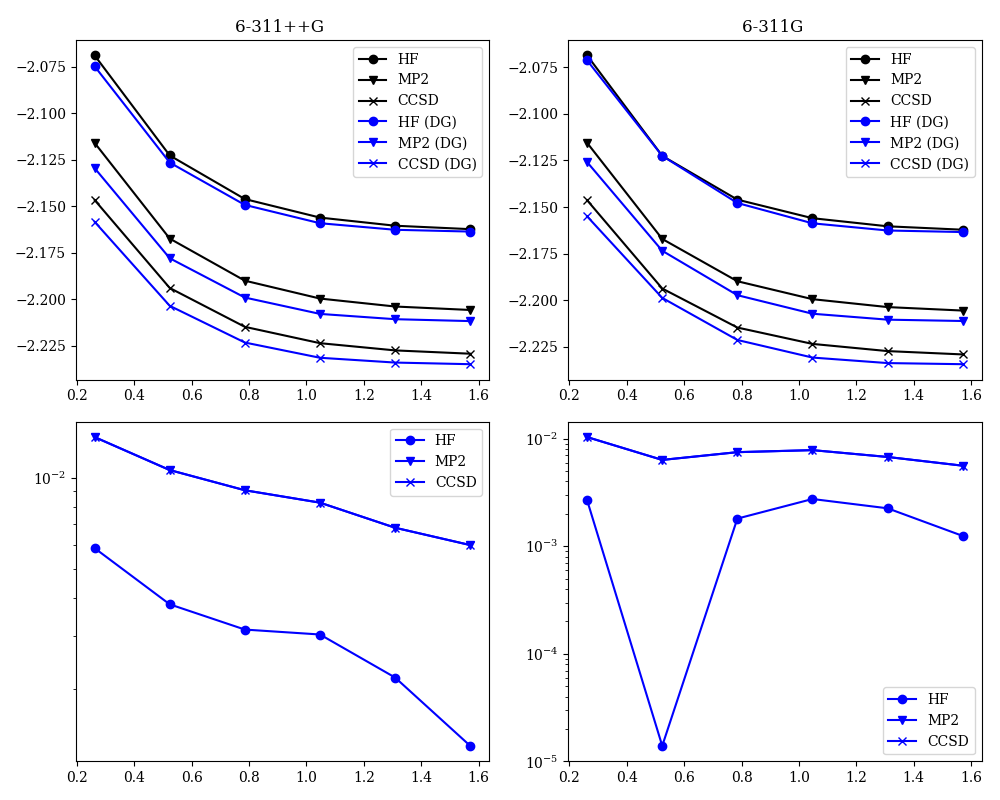 6-311++G
−2.075
−2.100
−2.125
−2.150
−2.175
−2.200
−2.225
HF
MP2
CCSD
HF (DG)
MP2 (DG)
CCSD (DG)
0.2 0.4 0.6 0.8 1.0 1.2 1.4 1.6
6-311G
−2.075
−2.100
−2.125
−2.150
−2.175
−2.200
−2.225
HF
MP2
CCSD
HF (DG)
MP2 (DG)
CCSD (DG)
0.2 0.4 0.6 0.8 1.0 1.2 1.4 1.6
10⁻²
HF
MP2
CCSD
0.2 0.4 0.6 0.8 1.0 1.2 1.4 1.6
10⁻²
10⁻³
10⁻⁴
10⁻⁵
HF
MP2
CCSD
0.2 0.4 0.6 0.8 1.0 1.2 1.4 1.6